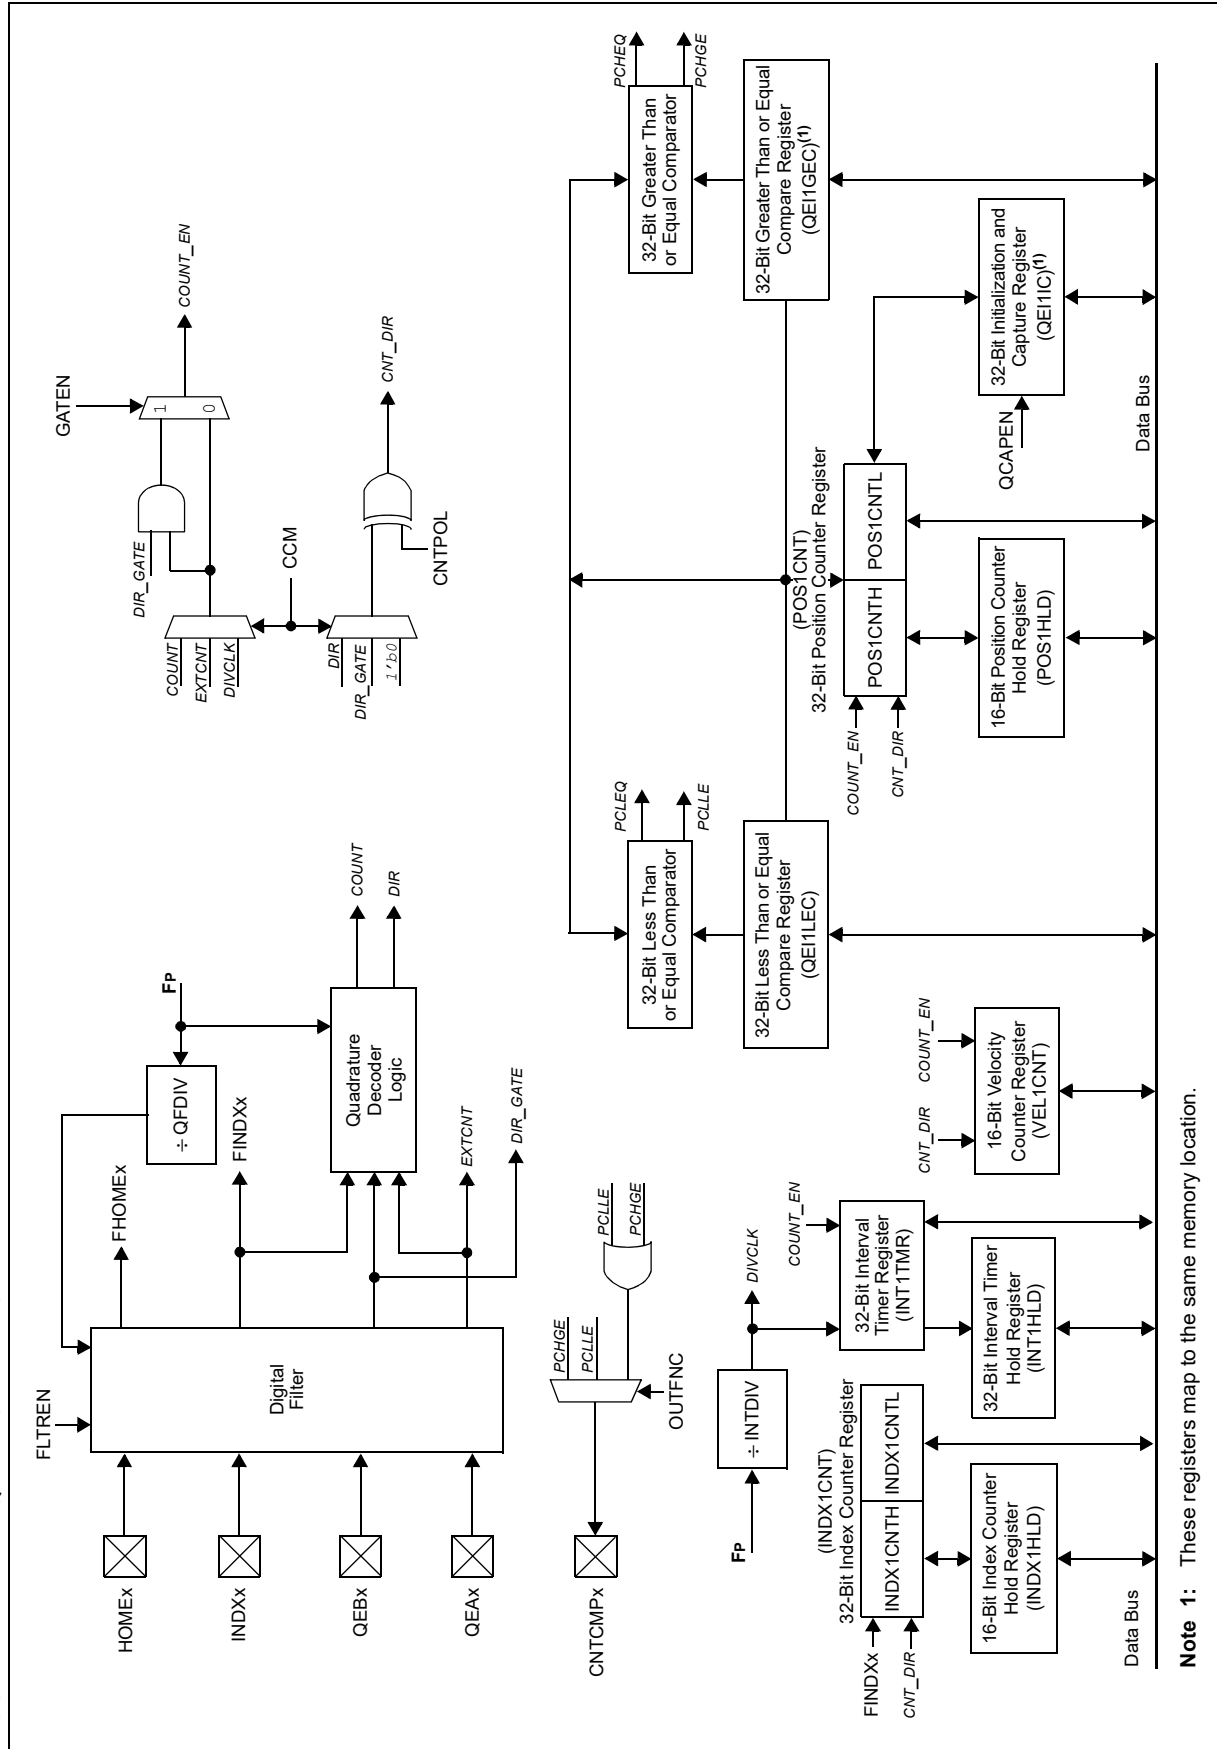 FLTREN
HOMEx
INDXx
QEBx
QEAx
Digital
Filter
FHOMEx
FINDXx
÷ QFDIV
FP
Quadrature
Decoder
Logic
COUNT
DIR
EXTCNT
DIR_GATE
COUNT
EXTCNT
DIVCLK
DIR_GATE
GATEN
1
0
COUNT_EN
CCM
DIR
DIR_GATE
1'b0
CNTPOL
CNT_DIR
CNTCMPx
PCHGE
PCLLE
OUTFNC
PCLLE
PCHGE
PCLEQ
PCLLE
32-Bit Less Than
or Equal Comparator
32-Bit Less Than or Equal
Compare Register
(QEI1LEC)
PCHEQ
PCHGE
32-Bit Greater Than
or Equal Comparator
32-Bit Greater Than or Equal
Compare Register
(QEI1GEC)(1)
FP
÷ INTDIV
DIVCLK
COUNT_EN
(INDX1CNT)
32-Bit Index Counter Register
INDX1CNTH
INDX1CNTL
FINDXx
CNT_DIR
16-Bit Index Counter
Hold Register
(INDX1HLD)
32-Bit Interval
Timer Register
(INT1TMR)
32-Bit Interval Timer
Hold Register
(INT1HLD)
CNT_DIR
COUNT_EN
16-Bit Velocity
Counter Register
(VEL1CNT)
(POS1CNT)
32-Bit Position Counter Register
COUNT_EN
CNT_DIR
POS1CNTH
POS1CNTL
16-Bit Position Counter
Hold Register
(POS1HLD)
QCAPEN
32-Bit Initialization and
Capture Register
(QEI1IC)(1)
Data Bus
Data Bus
Note 1: These registers map to the same memory location.